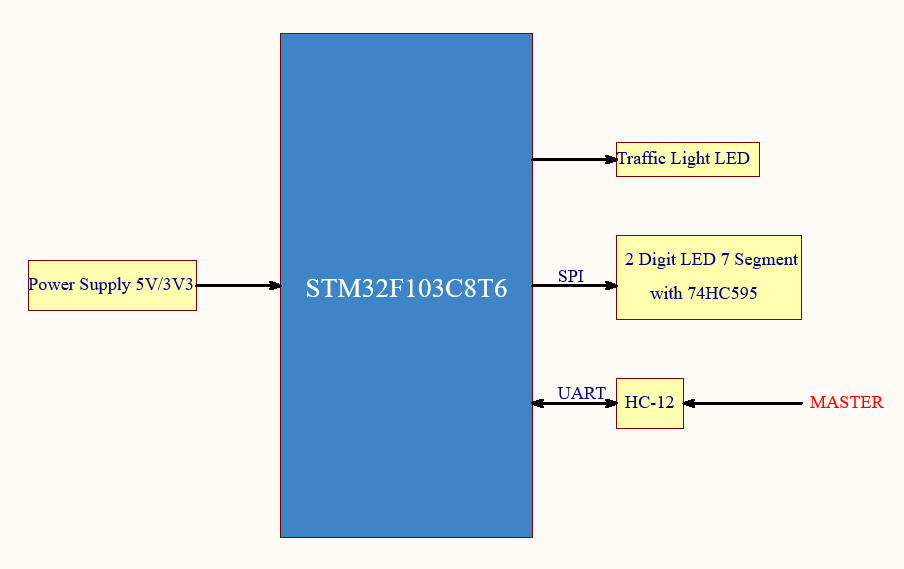 Traffic Light LED
Power Supply 5V/3V3
STM32F103C8T6
SPI
2 Digit LED 7 Segment
with 74HC595
UART
HC-12
MASTER